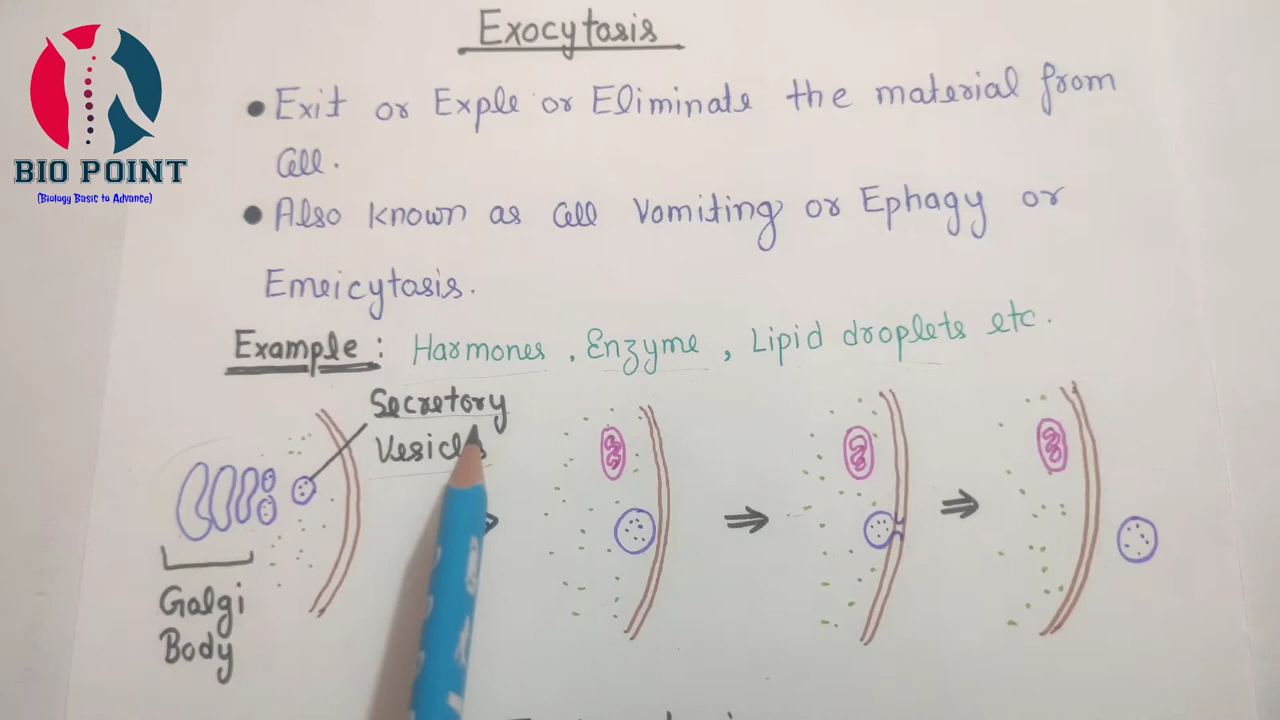 Exocytosis
• Exit or Exple or Eliminate the material from
Cell.
• Also known as Cell Vomiting or Ephagy or
Emeicytosis.
Example: Harmones, Enzyme, Lipid droplets etc.
Secretory
Vesicles
Golgi
Body
BIO POINT
(Biology Basic to Advance)